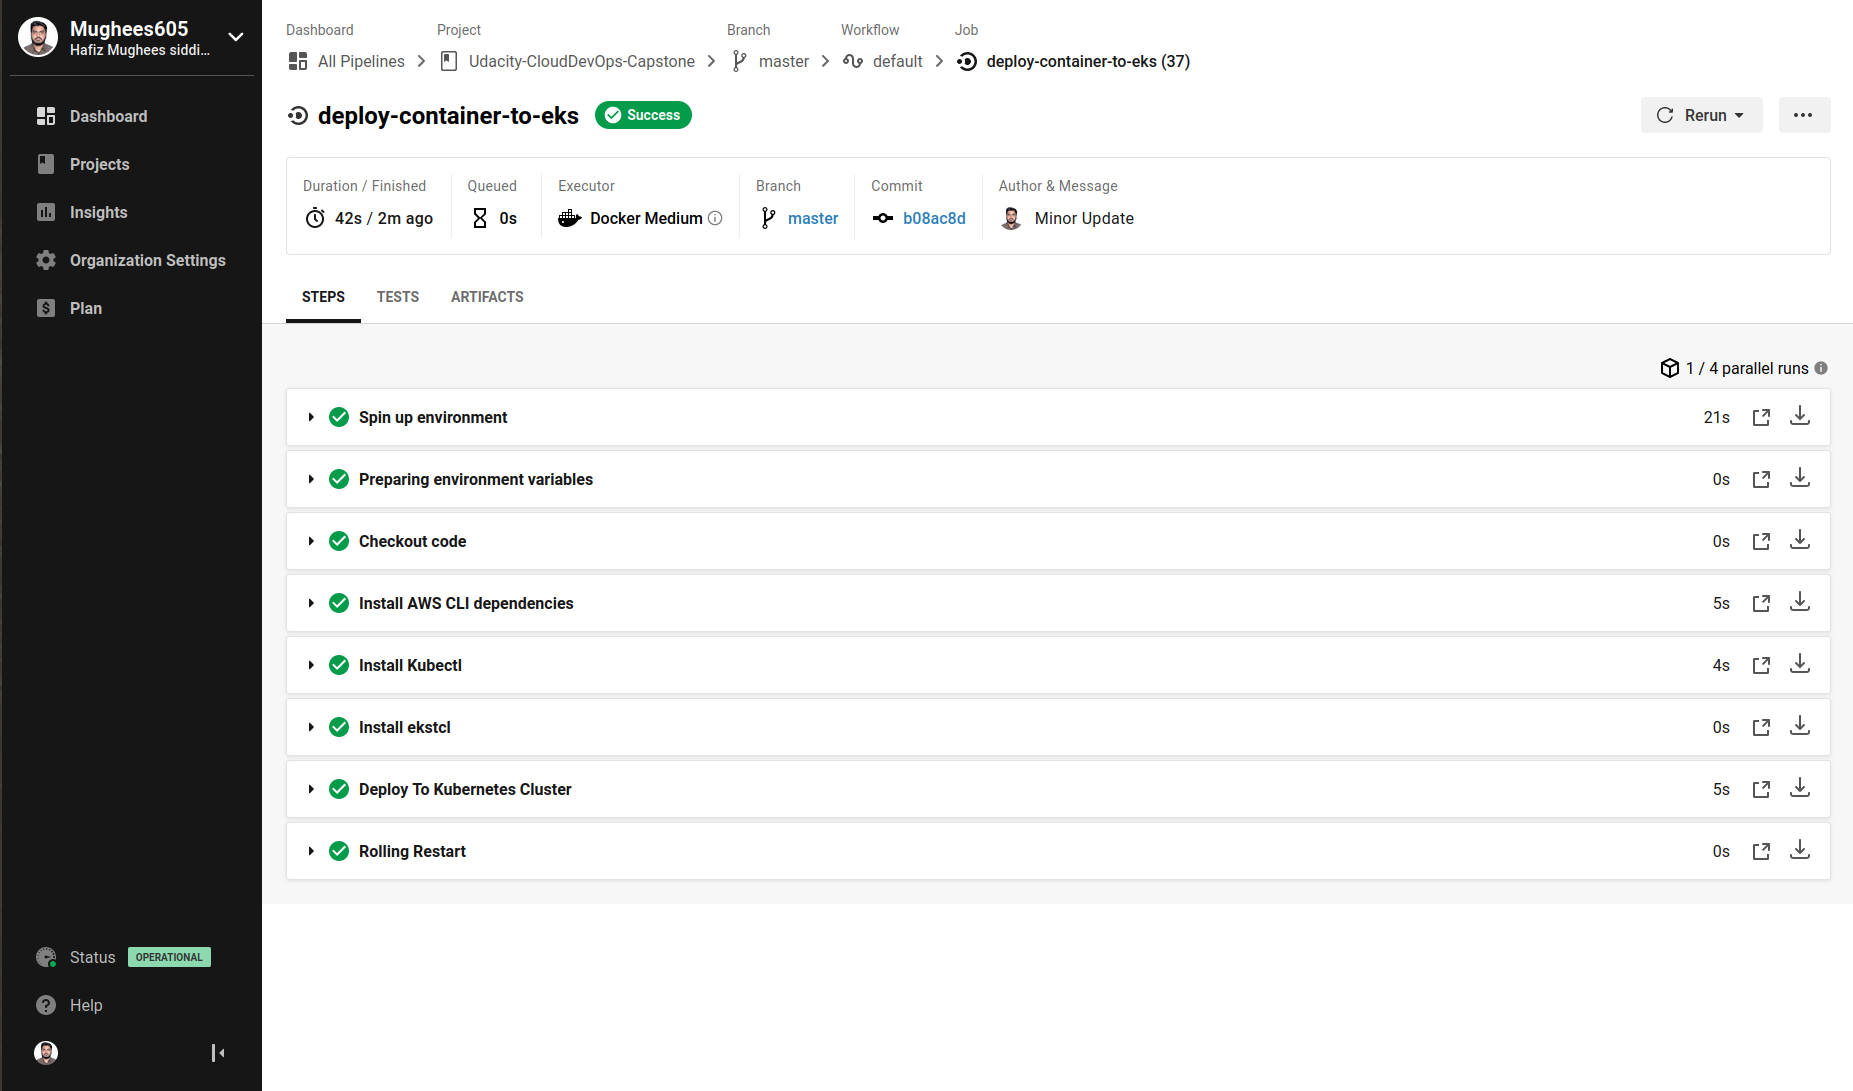 Mughees605
Hafiz Mughees siddi...
Dashboard
Projects
Insights
Organization Settings
Plan
Status OPERATIONAL
Help
Dashboard Project Branch Workflow Job
All Pipelines Udacity-CloudDevOps-Capstone master default deploy-container-to-eks (37)
deploy-container-to-eks Success
Rerun
Duration / Finished Queued Executor Branch Commit Author & Message
42s / 2m ago 0s Docker Medium master b08ac8d Minor Update
STEPS TESTS ARTIFACTS
1 / 4 parallel runs
Spin up environment 21s
Preparing environment variables 0s
Checkout code 0s
Install AWS CLI dependencies 5s
Install Kubectl 4s
Install ekstcl 0s
Deploy To Kubernetes Cluster 5s
Rolling Restart 0s